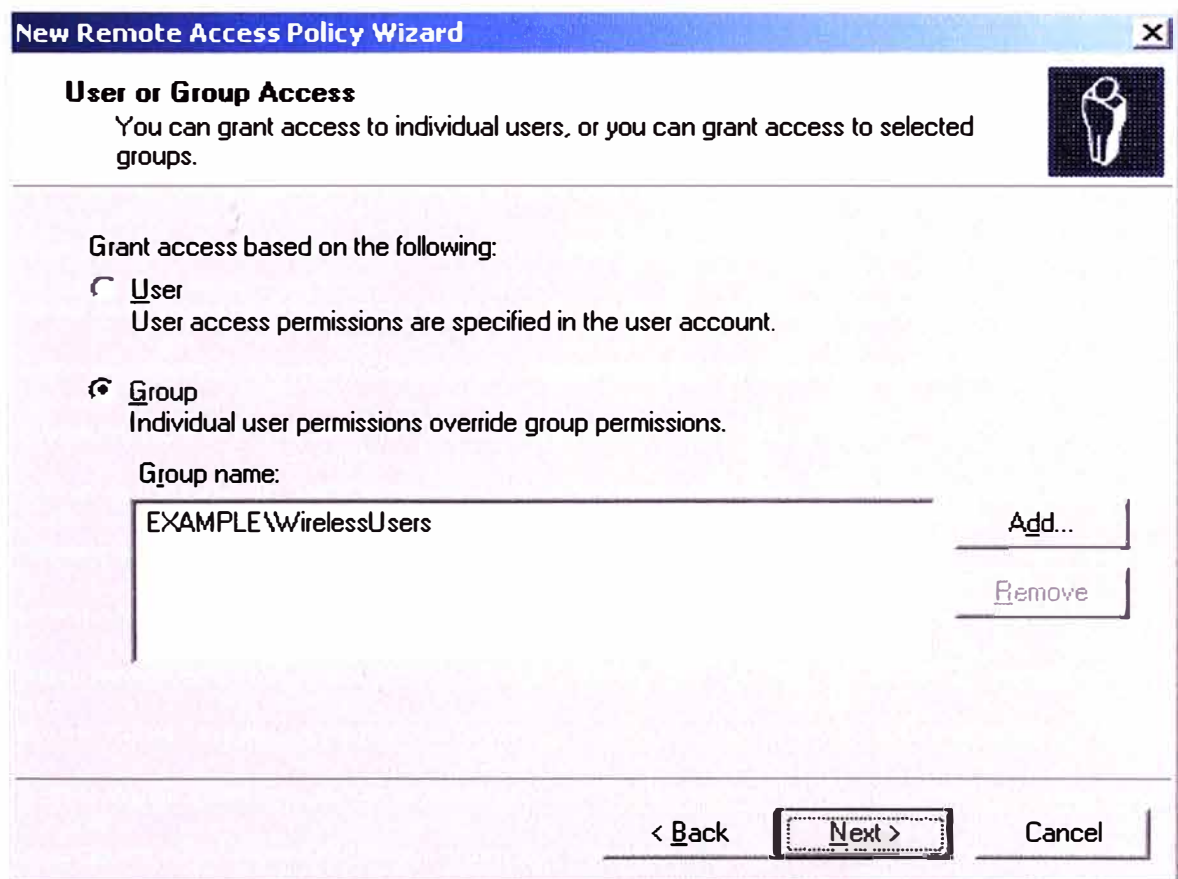 New Remote Access Policy Wizard
User or Group Access
You can grant access to individual users, or you can grant access to selected
groups.
Grant access based on the following:
User
User access permissions are specified in the user account.
Group
Individual user permissions override group permissions.
Group name:
EXAMPLE\WirelessUsers
Add...
Remove
< Back
Next >
Cancel